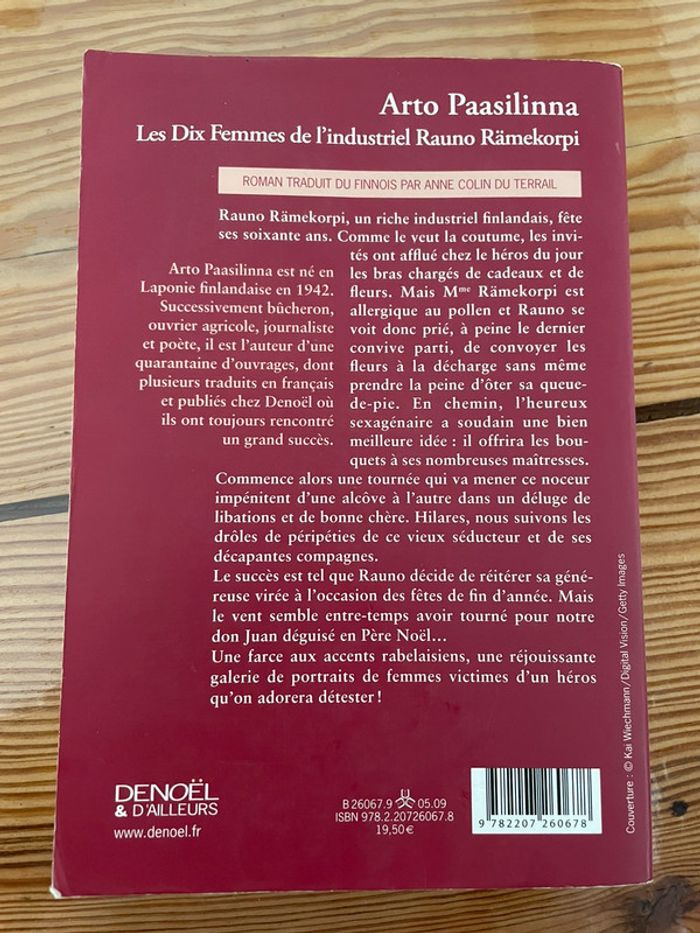 Arto Paasilinna
Les Dix Femmes de l'industriel Rauno Rämekorpi
ROMAN TRADUIT DU FINNOIS PAR ANNE COLIN DU TERRAIL
Rauno Rämekorpi, un riche industriel finlandais, fête
ses soixante ans. Comme le veut la coutume, les invi-
tés ont afflué chez le héros du jour
les bras chargés de cadeaux et de
fleurs. Mais Mme Rämekorpi est
allergique au pollen et Rauno se
voit donc prié, à peine le dernier
convive parti, de convoyer les
fleurs à la décharge sans même
prendre la peine d'ôter sa queue-
de-pie. En chemin, l'heureux
sexagénaire a soudain une bien
meilleure idée : il offrira les bou-
quets à ses nombreuses maîtresses.
Commence alors une tournée qui va mener ce noceur
impénitent d'une alcôve à l'autre dans un déluge de
libations et de bonne chère. Hilares, nous suivons les
drôles de péripéties de ce vieux séducteur et de ses
décapantes compagnes.
Le succès est tel que Rauno décide de réitérer sa géné-
reuse virée à l'occasion des fêtes de fin d'année. Mais
le vent semble entre-temps avoir tourné pour notre
don Juan déguisé en Père Noël...
Une farce aux accents rabelaisiens, une réjouissante
galerie de portraits de femmes victimes d'un héros
qu'on adorera détester !
Arto Paasilinna est né en
Laponie finlandaise en 1942.
Successivement bûcheron,
ouvrier agricole, journaliste
et poète, il est l'auteur d'une
quarantaine d'ouvrages, dont
plusieurs traduits en français
et publiés chez Denoël où
ils ont toujours rencontré
un grand succès.
Couverture : © Kai Wiechmann/Digital Vision/Getty Images
DENOËL
& D'AILLEURS
www.denoel.fr
B 26067.9 05.09
ISBN 978.2.20726067.8
19,50 €
9 782207 260678